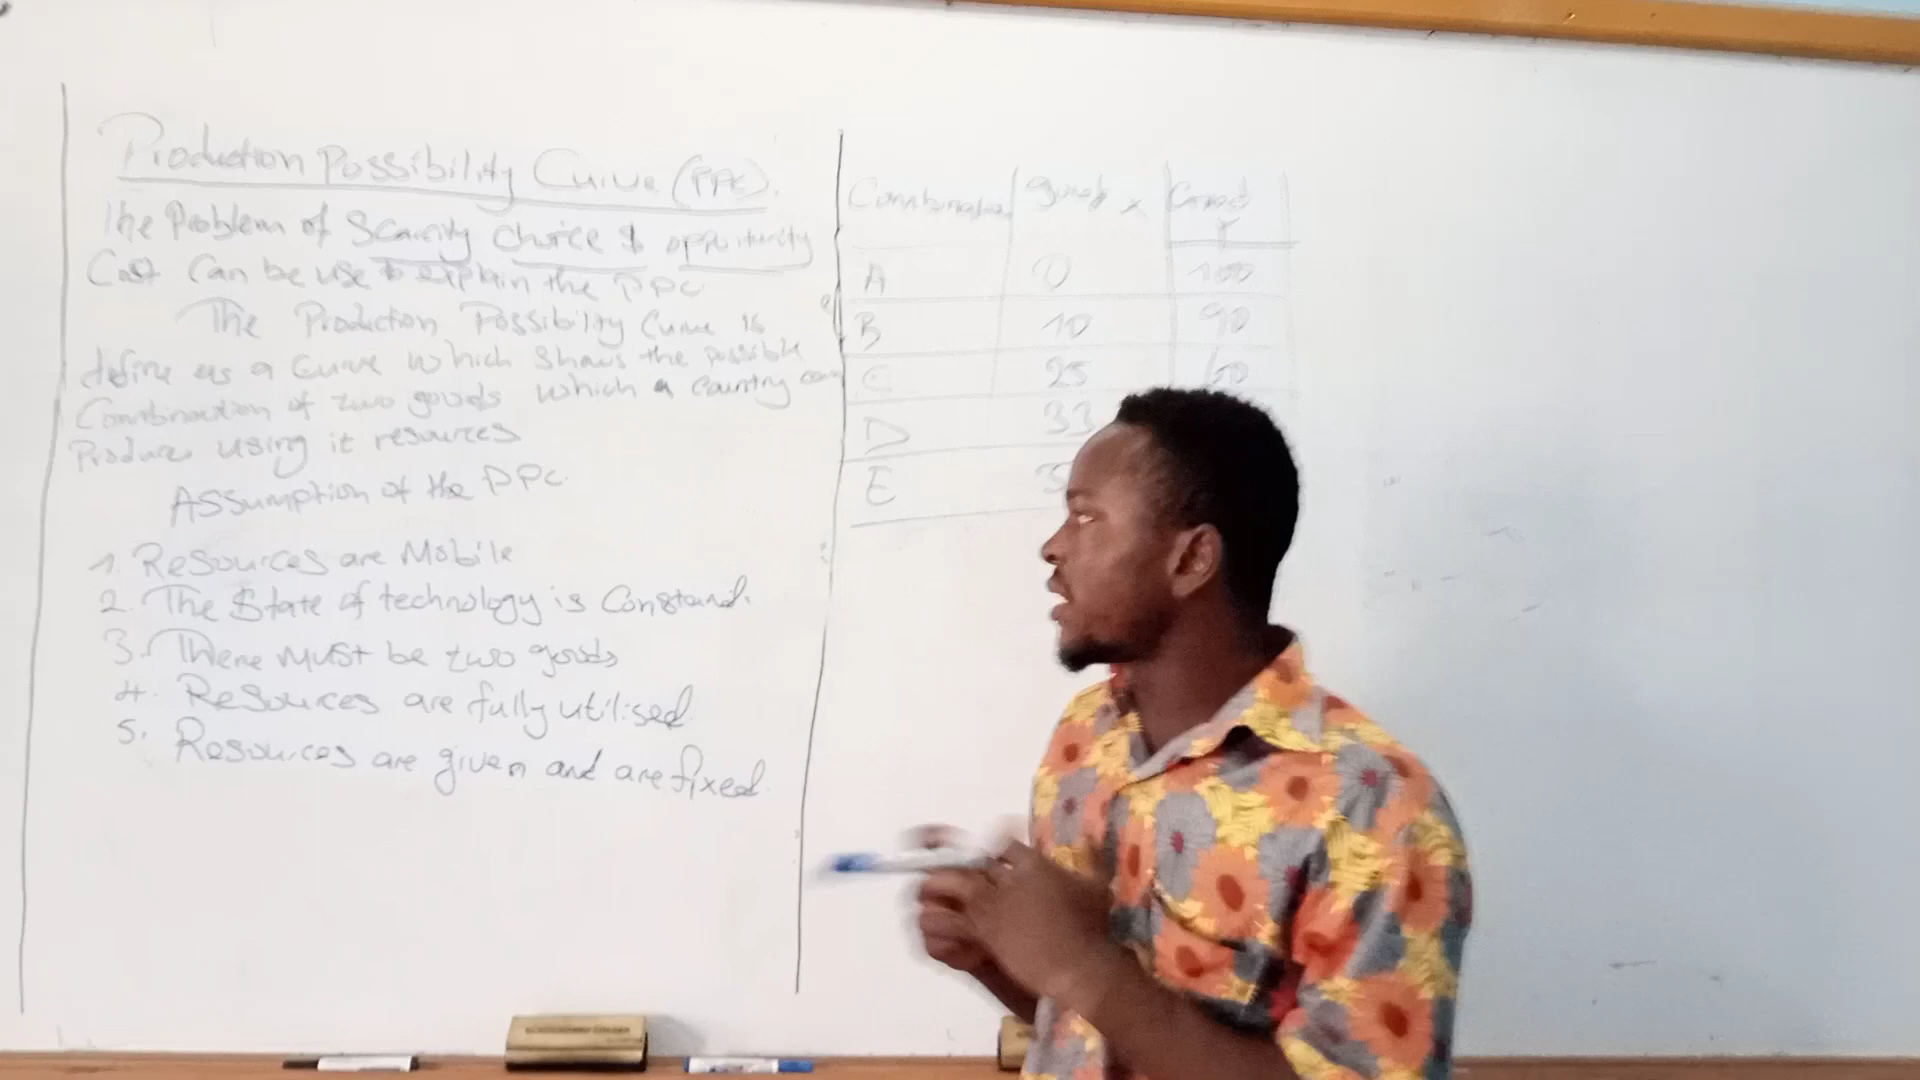 Production Possibility Curve (PPC).
The Problem of Scarcity choice & opportunity
Cost Can be use to explain the PPC
The Production Possibility Curve is
define as a Curve which shows the possible
Combination of two goods which a country can
Produce using it resources
Assumption of the PPC.
1. Resources are Mobile
2. The State of technology is Constand.
3. There must be two goods
4. Resources are fully utilised
5. Resources are given and are fixed.
Combination x Y
A 0 100
B 10 90
C 25 60
D 33
E 3